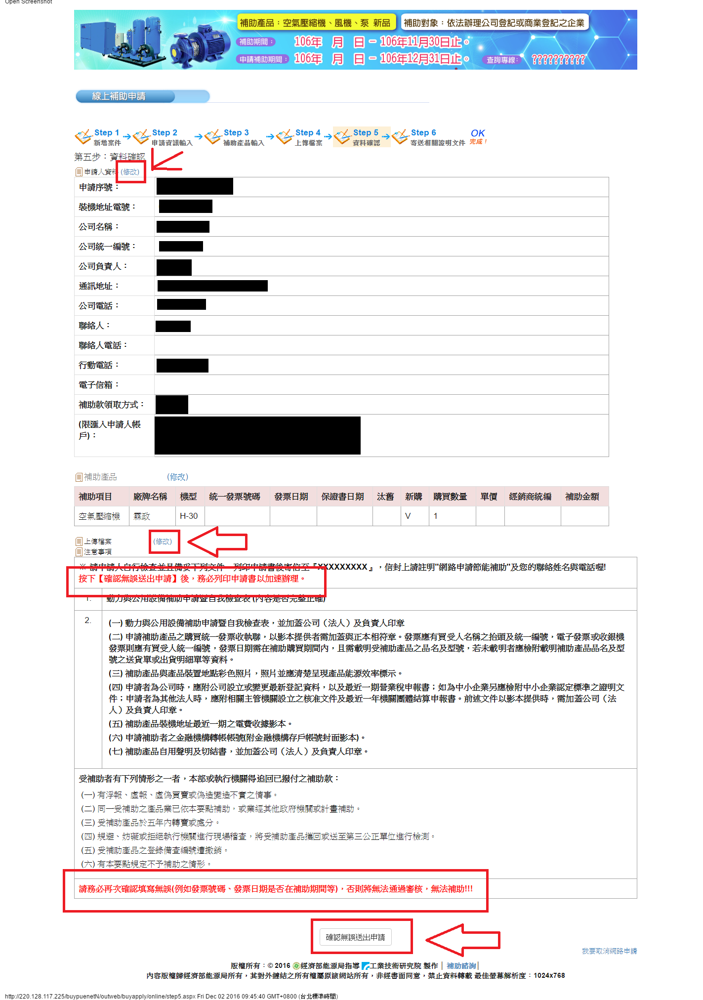 Open Screenshot
補助產品：空氣壓縮機、風機、泵 新品
補助對象：依法辦理公司登記或商業登記之企業
補助期間： 106年 月 日 － 106年11月30日止。
申請補助期間： 106年 月 日 － 106年12月31日止。 查詢專線： ??????????
線上補助申請
Step 1 Step 2 Step 3 Step 4 Step 5 Step 6 OK
新增案件 申請資訊輸入 補助產品輸入 上傳檔案 資料確認 寄送相關證明文件 完成！
第五步：資料確認
申請人資料 (修改)
申請序號：
裝機地址電號：
公司名稱：
公司統一編號：
公司負責人：
通訊地址：
公司電話：
聯絡人：
聯絡人電話：
行動電話：
電子信箱：
補助款領取方式：
(限匯入申請人帳
戶)：
補助產品 (修改)
補助項目 廠牌名稱 機型 統一發票號碼 發票日期 保證書日期 汰舊 新購 購買數量 單價 經銷商統編 補助金額
空氣壓縮機 霖政 H-30 V 1
上傳檔案 (修改)
注意事項
※ 請申請人自行檢查並且備妥下列文件，列印申請書後寄信至『XXXXXXXXX 』，信封上請註明"網路申請節能補助"及您的聯絡姓名與電話喔!
按下【確認無誤送出申請】後，務必列印申請書以加速辦理。
1. 動力與公用設備補助申請暨自我檢查表 (內容是否完整正確)
2. (一) 動力與公用設備補助申請暨自我檢查表，並加蓋公司（法人）及負責人印章
(二) 申請補助產品之購買統一發票收執聯，以影本提供者需加蓋與正本相符章。發票應有買受人名稱之抬頭及統一編號，電子發票或收銀機
發票則應有買受人統一編號，發票日期需在補助購買期間內，且需載明受補助產品之品名及型號，若未載明者應檢附載明補助產品品名及型
號之送貨單或出貨明細單等資料。
(三) 補助產品與產品裝置地點彩色照片，照片並應清楚呈現產品能源效率標示。
(四) 申請者為公司時，應附公司設立或變更最新登記資料，以及最近一期營業稅申報書；如為中小企業另應檢附中小企業認定標準之證明文
件；申請者為其他法人時，應附相關主管機關設立之核准文件及最近一年機關團體結算申報書。前述文件以影本提供時，需加蓋公司（法
人）及負責人印章。
(五) 補助產品裝機地址最近一期之電費收據影本。
(六) 申請補助者之金融機構轉帳帳號(附金融機構存戶帳號封面影本)。
(七) 補助產品自用聲明及切結書，並加蓋公司（法人）及負責人印章。
受補助者有下列情形之一者，本部或執行機關得追回已撥付之補助款：
(一) 有浮報、虛報、虛偽買賣或偽造變造不實之情事。
(二) 同一受補助之產品業已依本要點補助，或業經其他政府機關或計畫補助。
(三) 受補助產品於五年內轉賣或處分。
(四) 規避、妨礙或拒絕執行機關進行現場稽查，將受補助產品攜回或送至第三公正單位進行檢測。
(五) 受補助產品之登錄備查編號遭撤銷。
(六) 有本要點規定不予補助之情形。
請務必再次確認填寫無誤(例如發票號碼、發票日期是否在補助期間等)，否則將無法通過審核，無法補助!!!
確認無誤送出申請
我要取消網路申請
版權所有：© 2016 經濟部能源局指導 工業技術研究院 製作 | 補助諮詢|
內容版權歸經濟部能源局所有，其對外鏈結之所有權屬原該網站所有，非經書面同意，禁止資料轉載 最佳螢幕解析度：1024x768
http://220.128.117.225/buypuenetN/outweb/buyapply/online/step5.aspx Fri Dec 02 2016 09:45:40 GMT+0800 (台北標準時間)